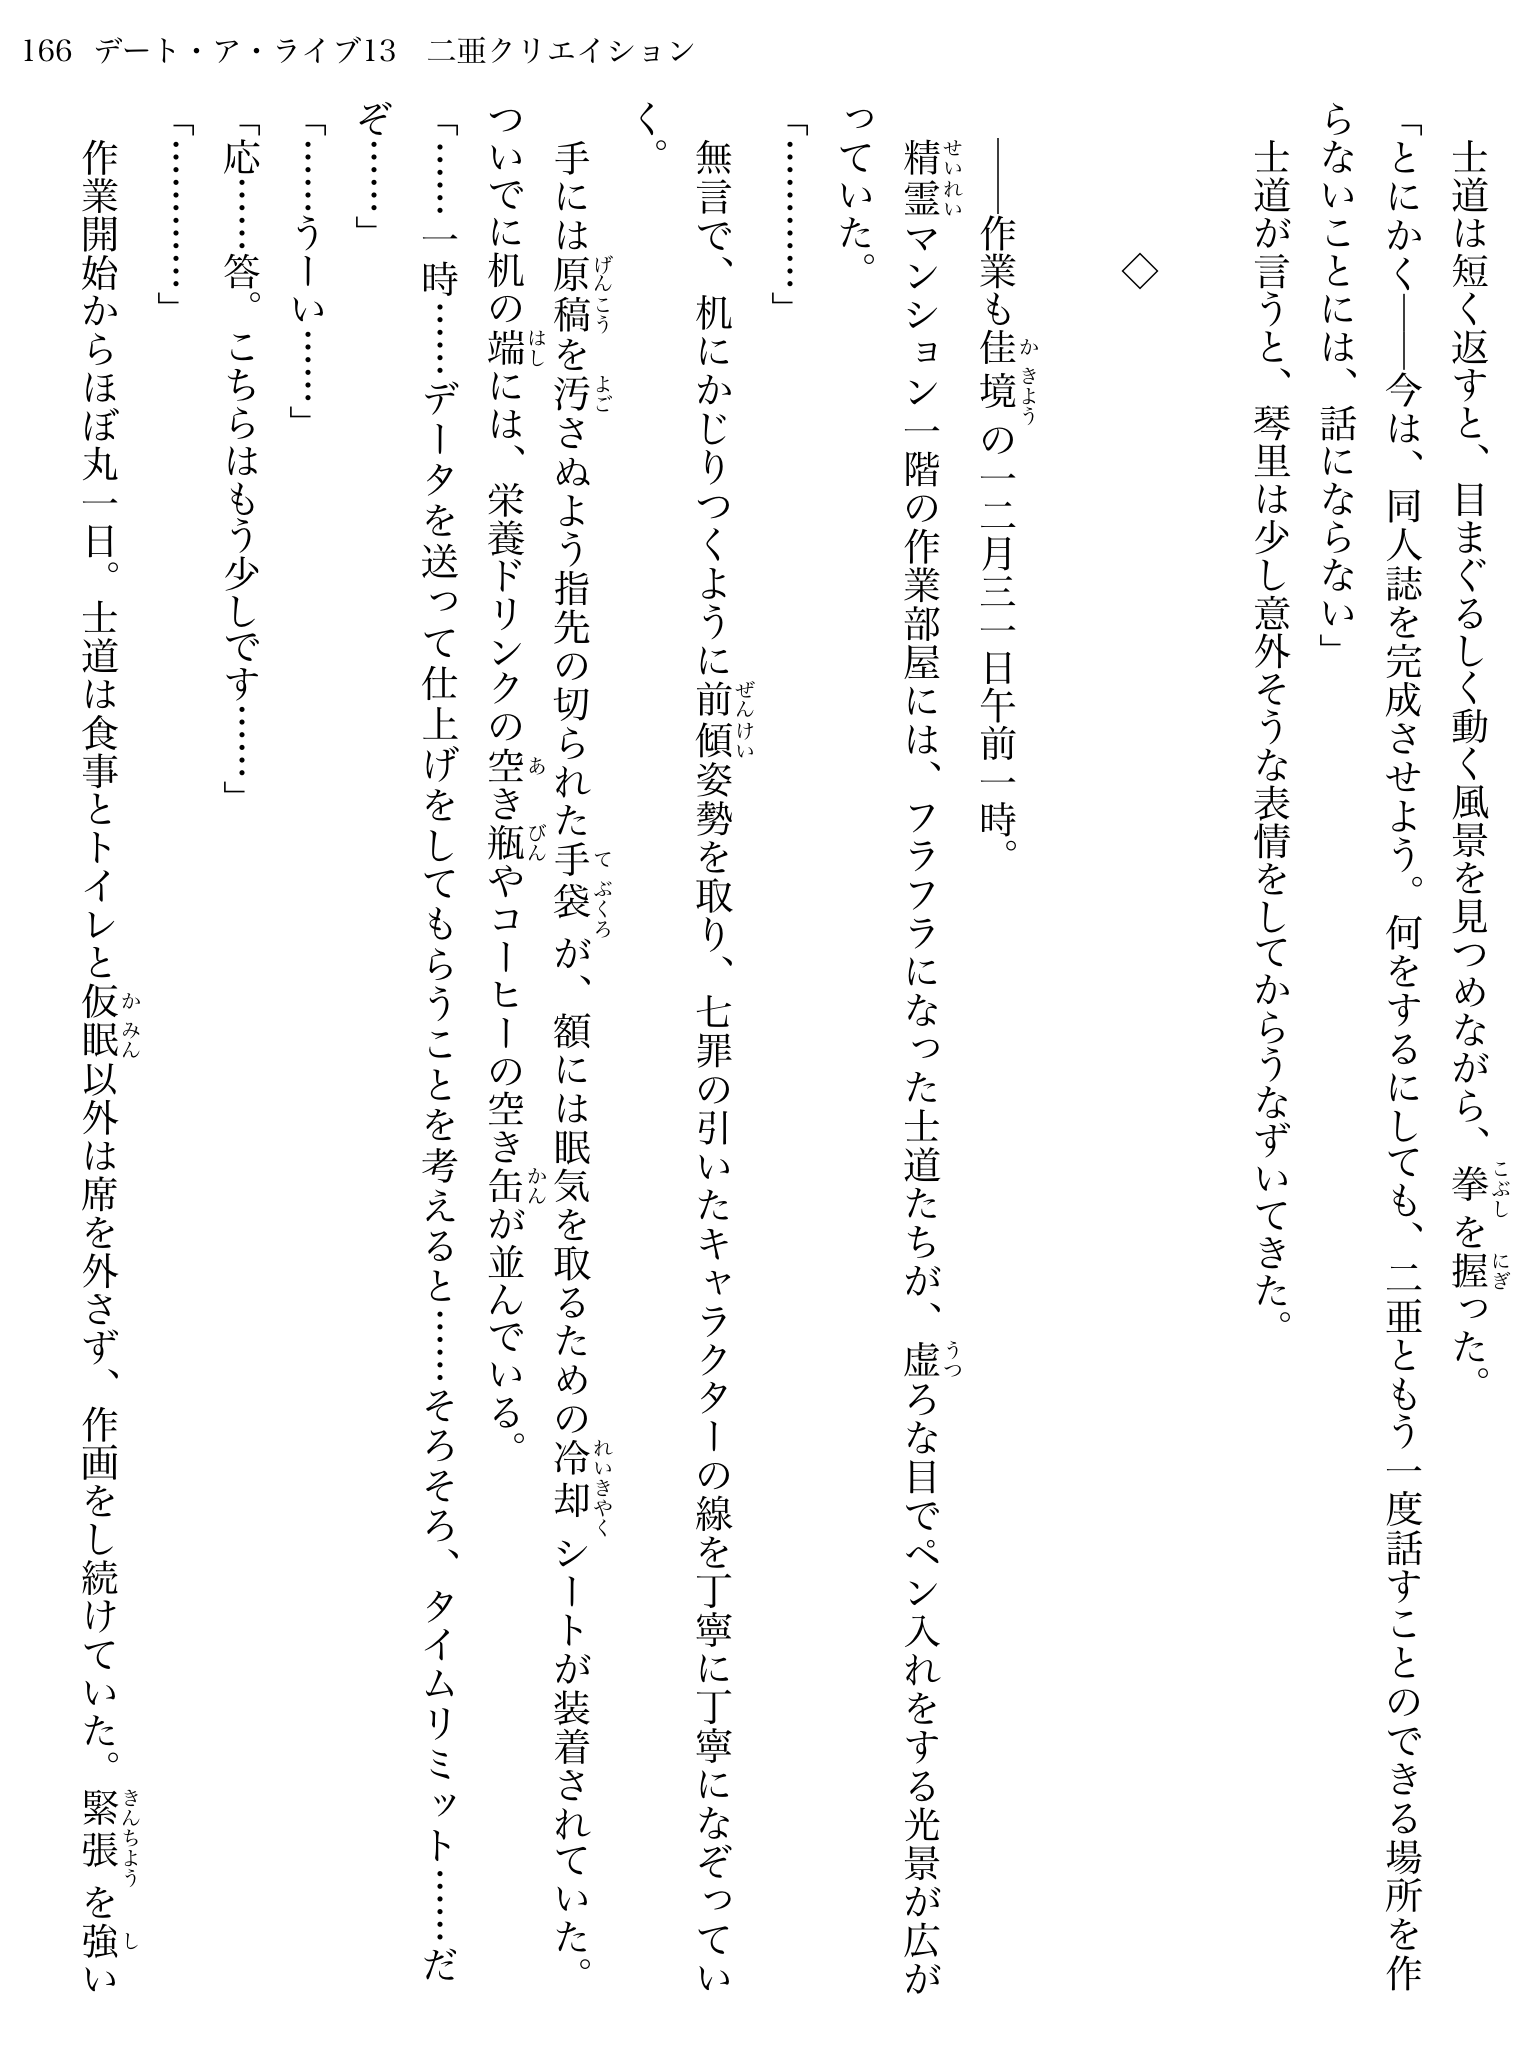 166 デート・ア・ライブ13　二亜クリエイション
　士道は短く返すと、目まぐるしく動く風景を見つめながら、拳を握った。
「とにかく――今は、同人誌を完成させよう。何をするにしても、二亜ともう一度話すことのできる場所を作
らないことには、話にならない」
　士道が言うと、琴里は少し意外そうな表情をしてからうなずいてきた。
◇
　――作業も佳境の一二月三一日午前一時。
　精霊マンション一階の作業部屋には、フラフラになった士道たちが、虚ろな目でペン入れをする光景が広が
っていた。
「…………」
　無言で、机にかじりつくように前傾姿勢を取り、七罪の引いたキャラクターの線を丁寧に丁寧になぞってい
く。
　手には原稿を汚さぬよう指先の切られた手袋が、額には眠気を取るための冷却シートが装着されていた。
ついでに机の端には、栄養ドリンクの空き瓶やコーヒーの空き缶が並んでいる。
「……一時……データを送って仕上げをしてもらうことを考えると……そろそろ、タイムリミット……だ
ぞ……」
「……うーい……」
「応……答。こちらはもう少しです……」
「…………」
　作業開始からほぼ丸一日。士道は食事とトイレと仮眠以外は席を外さず、作画をし続けていた。緊張を強い